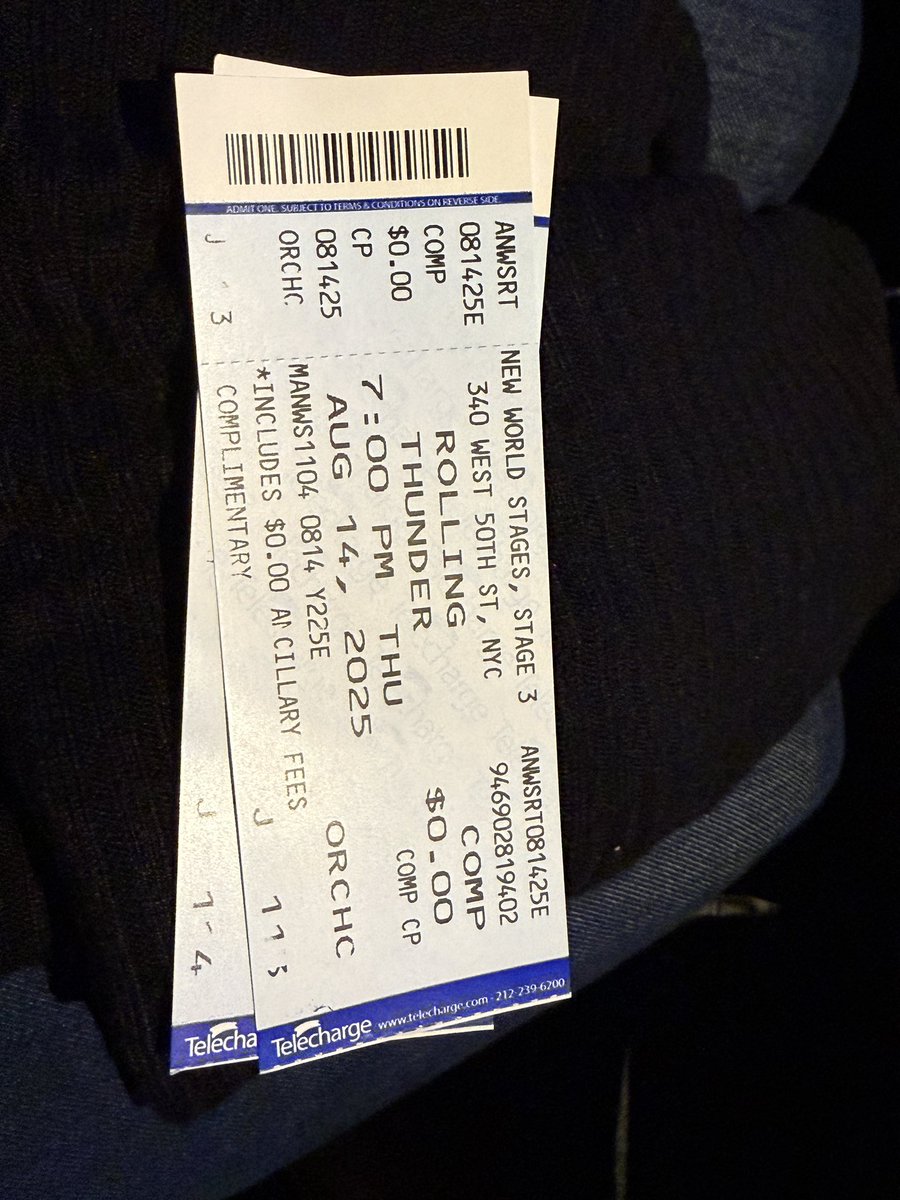 ADMIT ONE. SUBJECT TO TERMS & CONDITIONS ON REVERSE SIDE.
ANWSRT
081425E
COMP
$0.00
CP
081425
ORCHC
J 3
NEW WORLD STAGES, STAGE 3 ANWSRT081425E
340 WEST 50TH ST, NYC 946902819402
ROLLING COMP
THUNDER $0.00
7:00 PM THU COMP CP
AUG 14, 2025
MANWS1104 0814 Y225E ORCHC
*INCLUDES $0.00 ANCILLARY FEES
COMPLIMENTARY J
Telecharge www.telecharge.com - 212-239-6200
J
Telecha